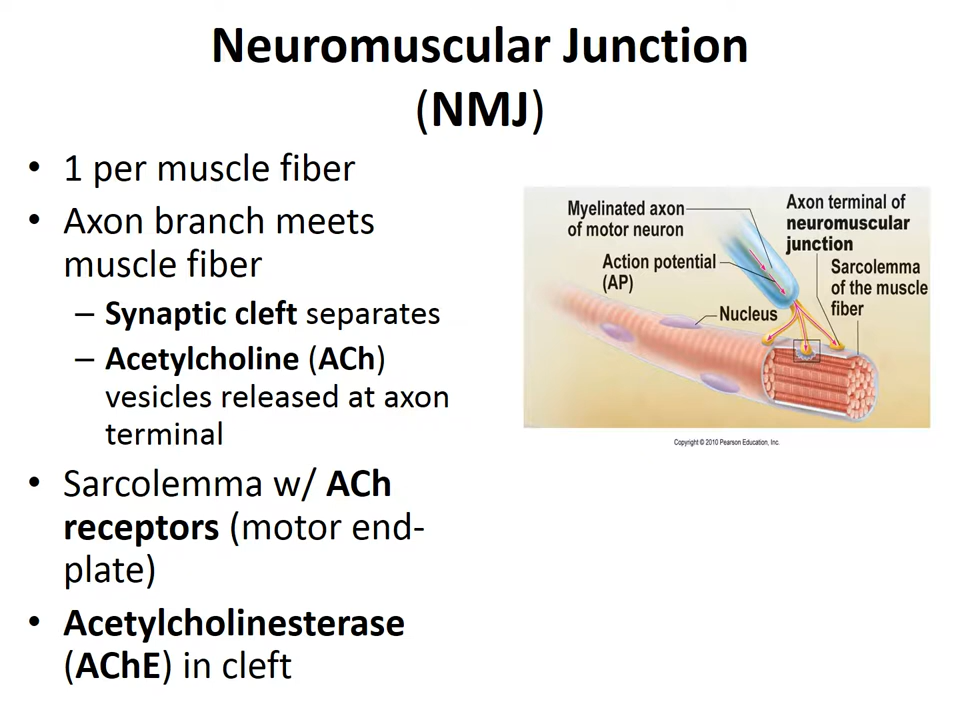 Neuromuscular Junction
(NMJ)
• 1 per muscle fiber
• Axon branch meets
muscle fiber
– Synaptic cleft separates
– Acetylcholine (ACh)
vesicles released at axon
terminal
• Sarcolemma w/ ACh
receptors (motor end-
plate)
• Acetylcholinesterase
(AChE) in cleft
Myelinated axon
of motor neuron
Action potential
(AP)
Nucleus
Axon terminal of
neuromuscular
junction
Sarcolemma
of the muscle
fiber
Copyright © 2010 Pearson Education, Inc.